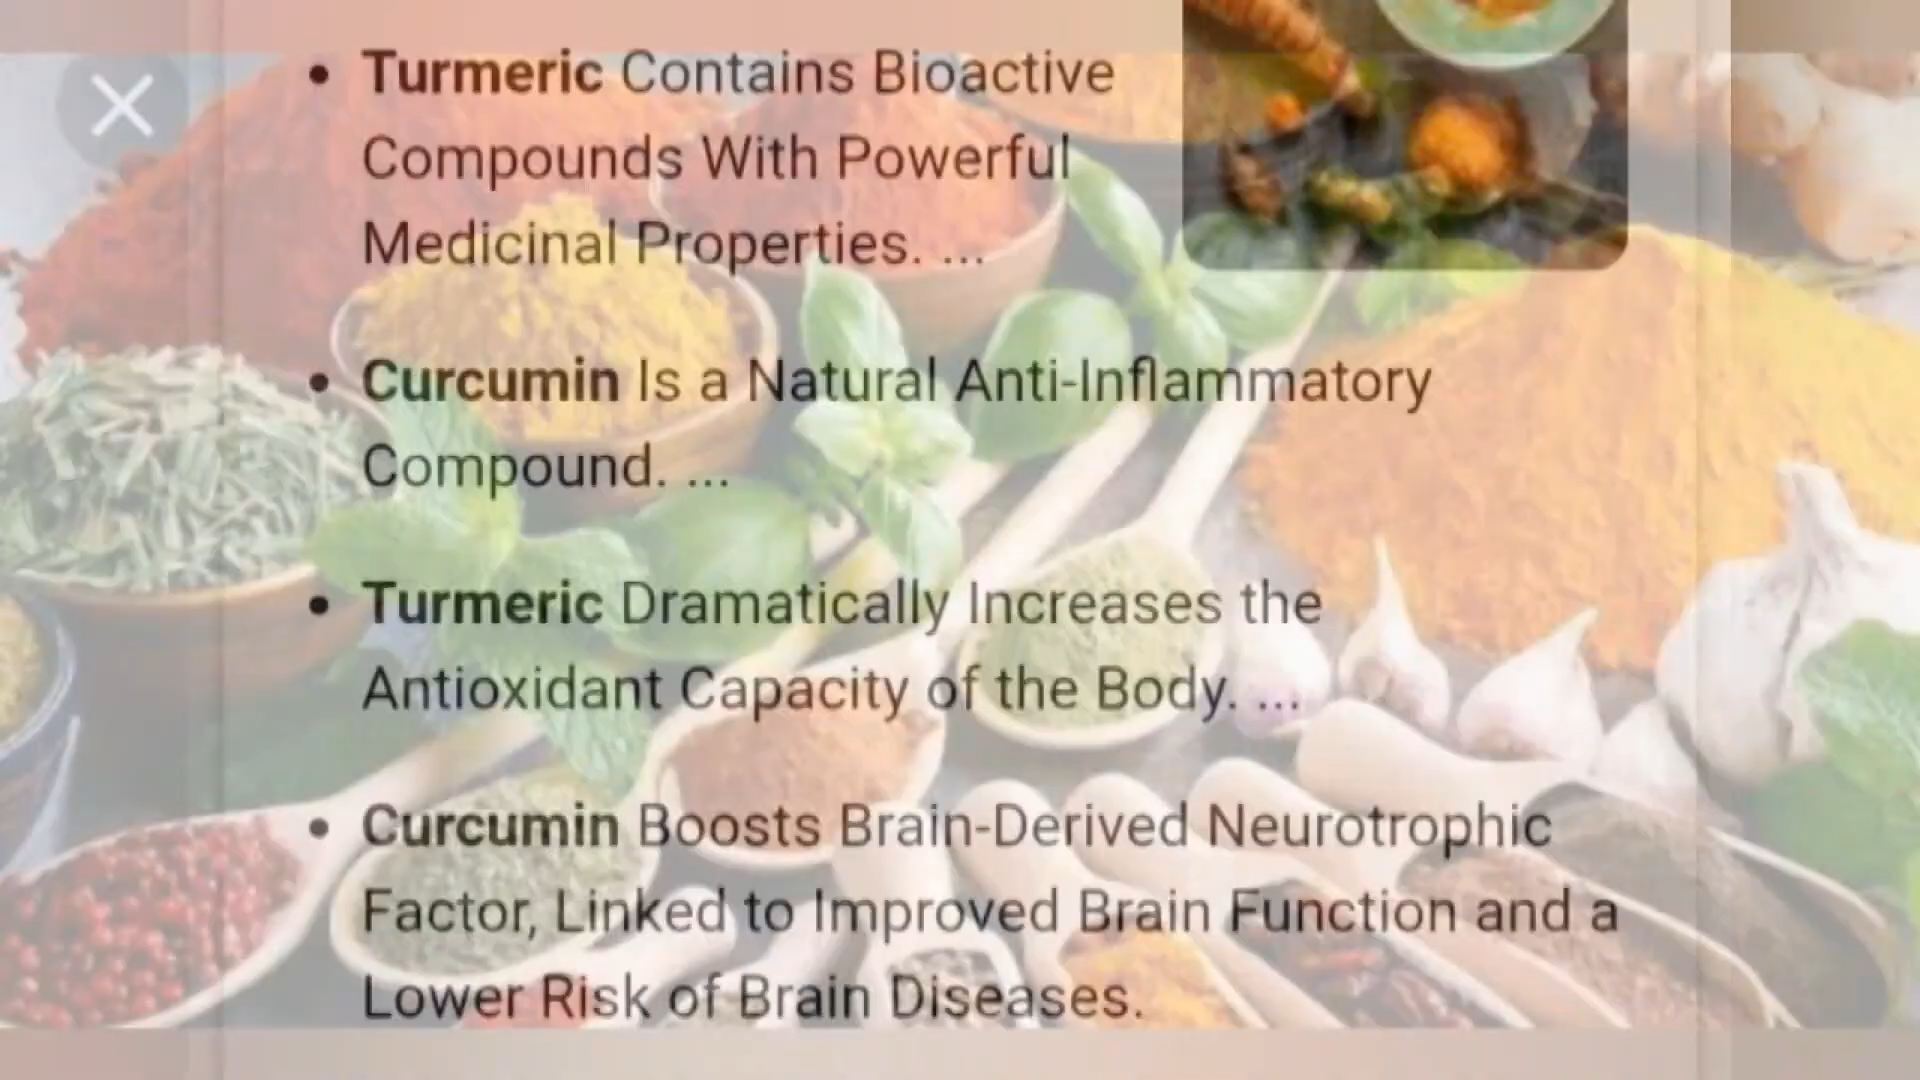 • Turmeric Contains Bioactive
Compounds With Powerful
Medicinal Properties. ...
• Curcumin Is a Natural Anti-Inflammatory
Compound. ...
• Turmeric Dramatically Increases the
Antioxidant Capacity of the Body. ...
• Curcumin Boosts Brain-Derived Neurotrophic
Factor, Linked to Improved Brain Function and a
Lower Risk of Brain Diseases.